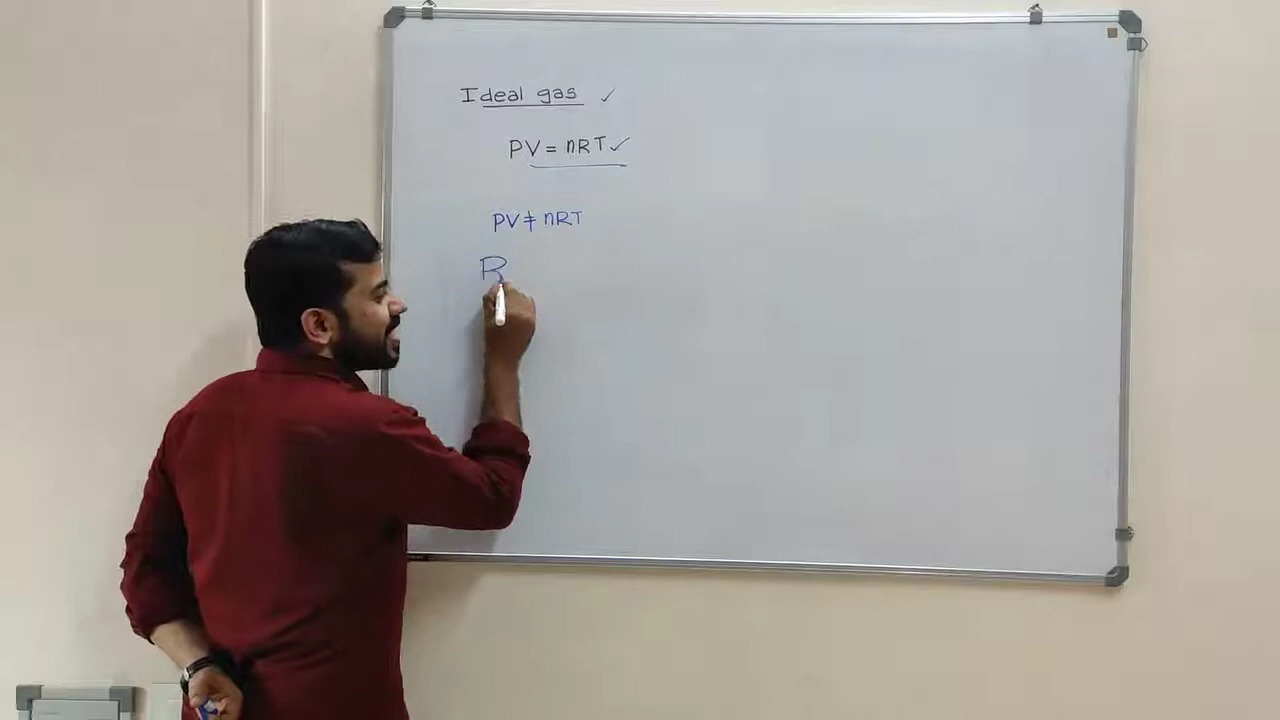 Ideal gas ✓
PV = nRT ✓
PV ≠ nRT
R